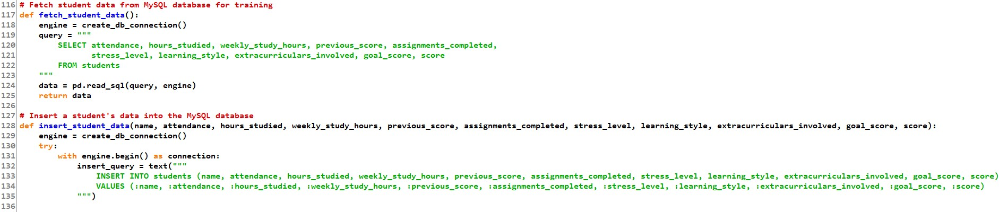 116 # Fetch student data from MySQL database for training
117 def fetch_student_data():
118     engine = create_db_connection()
119     query = """
120         SELECT attendance, hours_studied, weekly_study_hours, previous_score, assignments_completed,
121                stress_level, learning_style, extracurriculars_involved, goal_score, score
122         FROM students
123     """
124     data = pd.read_sql(query, engine)
125     return data
126
127 # Insert a student's data into the MySQL database
128 def insert_student_data(name, attendance, hours_studied, weekly_study_hours, previous_score, assignments_completed, stress_level, learning_style, extracurriculars_involved, goal_score, score):
129     engine = create_db_connection()
130     try:
131         with engine.begin() as connection:
132             insert_query = text("""
133                 INSERT INTO students (name, attendance, hours_studied, weekly_study_hours, previous_score, assignments_completed, stress_level, learning_style, extracurriculars_involved, goal_score, score)
134                 VALUES (:name, :attendance, :hours_studied, :weekly_study_hours, :previous_score, :assignments_completed, :stress_level, :learning_style, :extracurriculars_involved, :goal_score, :score)
135             """)
136